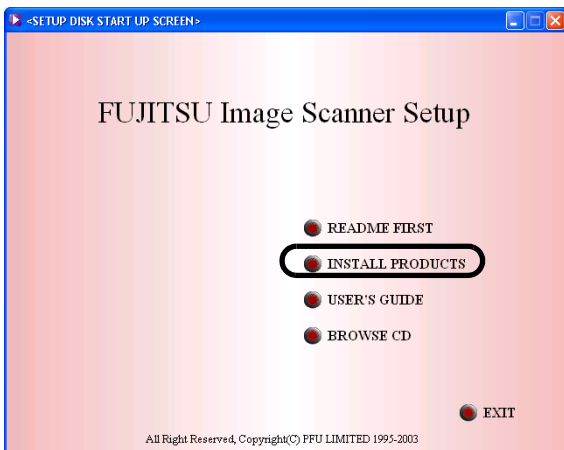 <SETUP DISK START UP SCREEN>
FUJITSU Image Scanner Setup
README FIRST
INSTALL PRODUCTS
USER'S GUIDE
BROWSE CD
EXIT
All Right Reserved, Copyright(C) PFU LIMITED 1995-2003